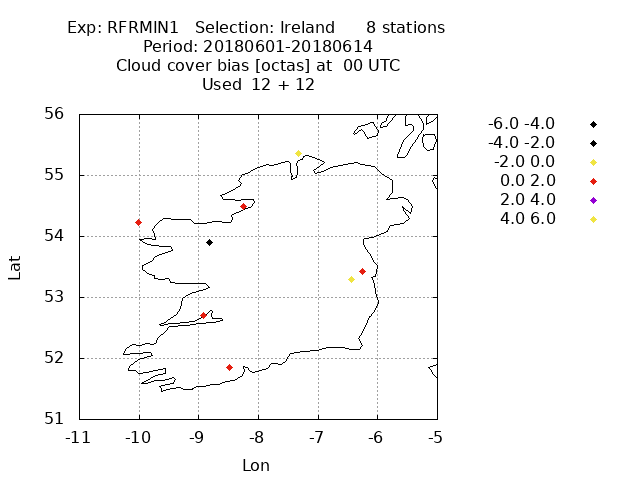 Exp: RFRMIN1 Selection: Ireland 8 stations
Period: 20180601-20180614
Cloud cover bias [octas] at 00 UTC
Used 12 + 12
-6.0 -4.0
-4.0 -2.0
-2.0 0.0
0.0 2.0
2.0 4.0
4.0 6.0
56
55
54
53
52
51
Lat
-11 -10 -9 -8 -7 -6 -5
Lon